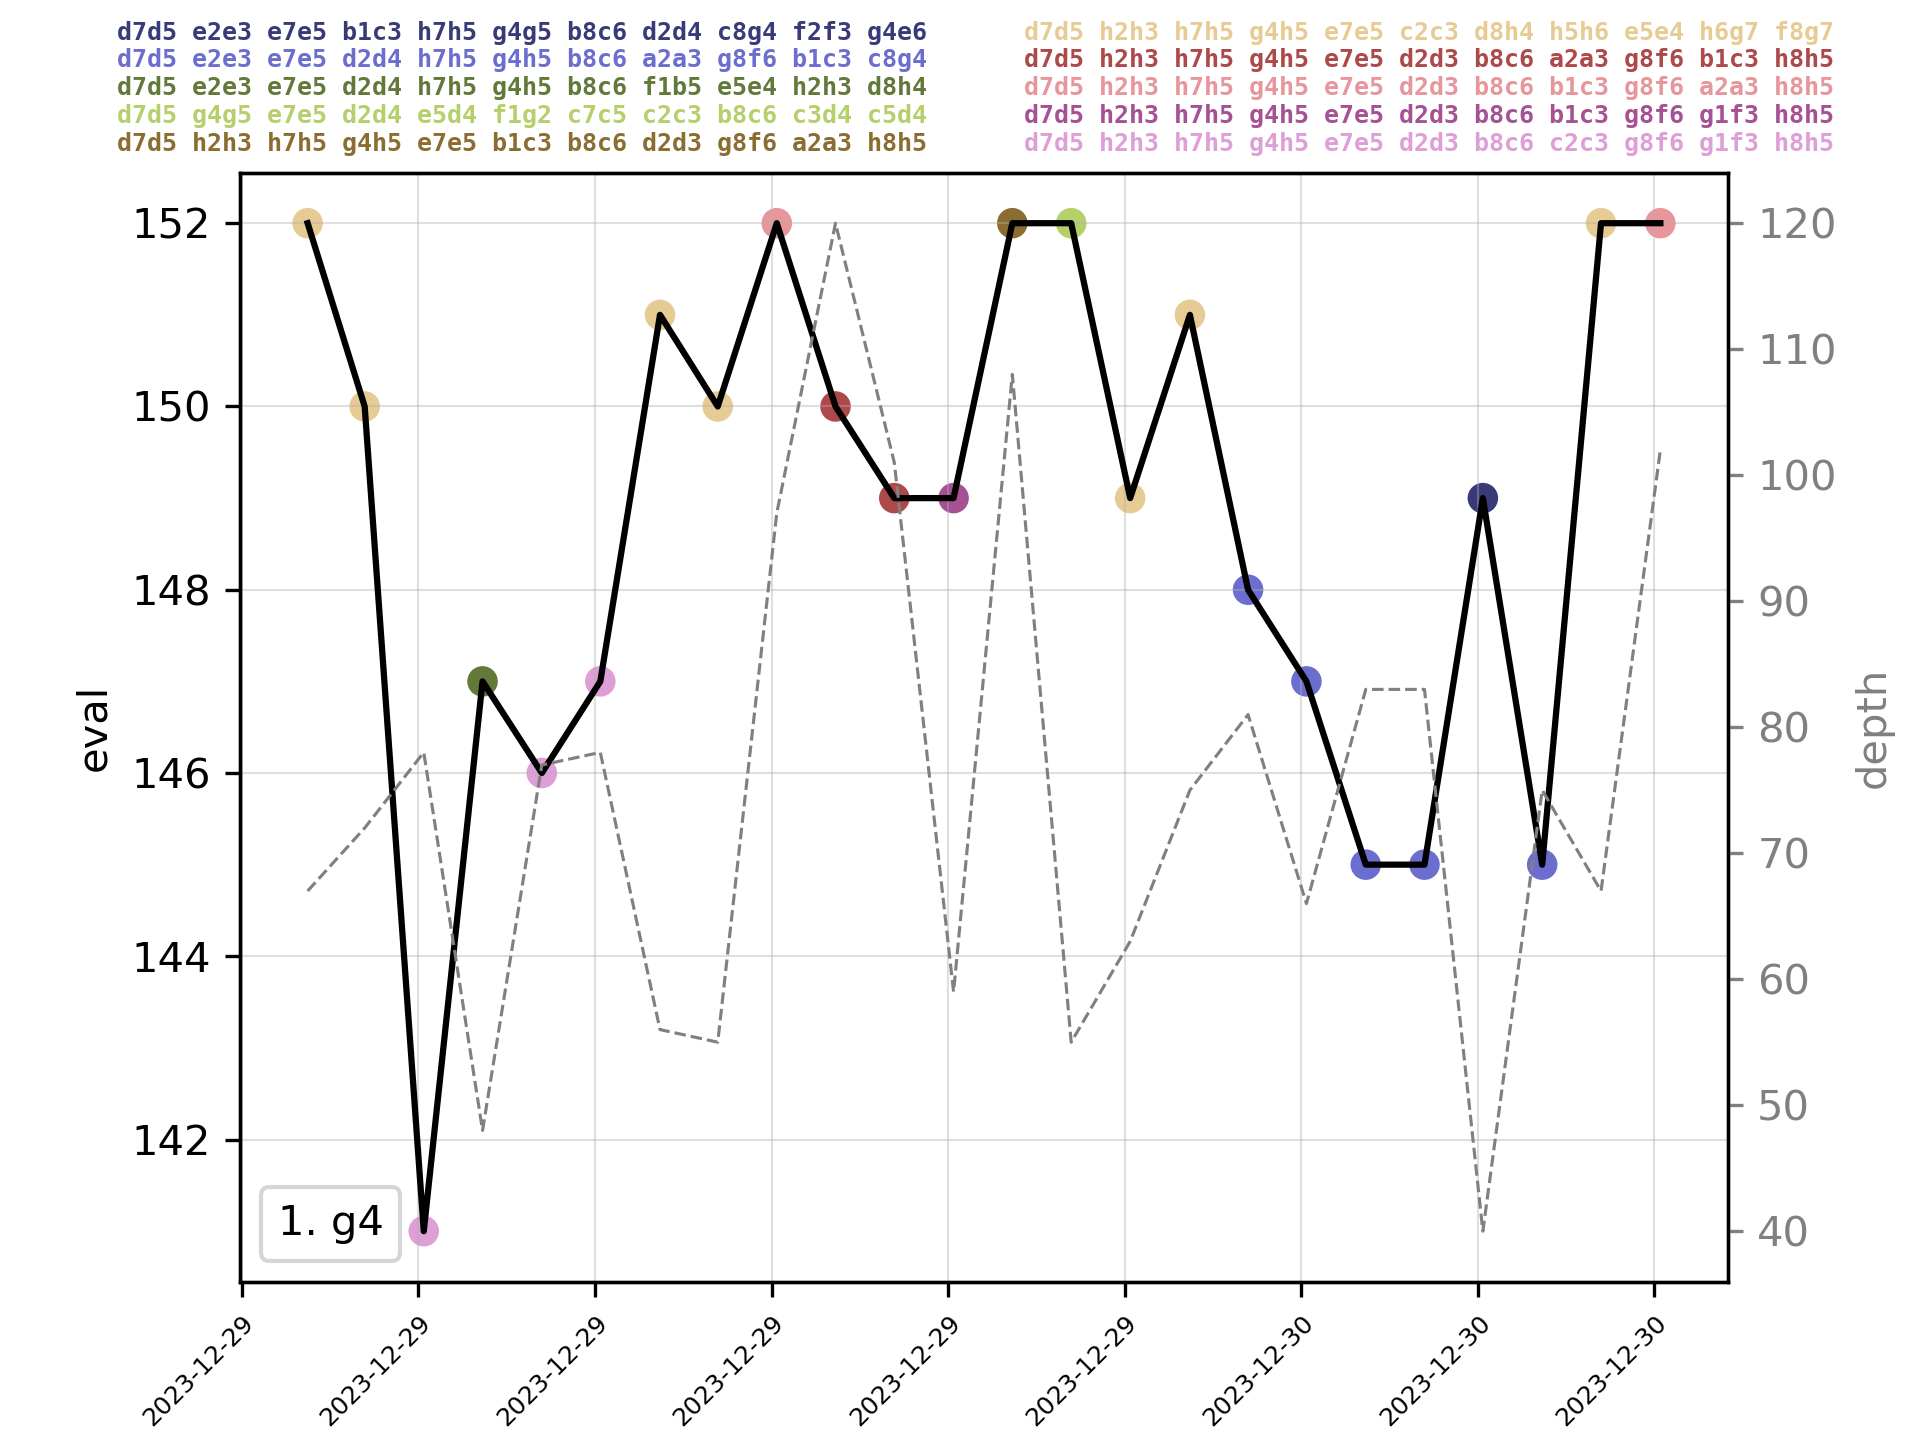 d7d5 e2e3 e7e5 b1c3 h7h5 g4g5 b8c6 d2d4 c8g4 f2f3 g4e6
d7d5 e2e3 e7e5 d2d4 h7h5 g4h5 b8c6 a2a3 g8f6 b1c3 c8g4
d7d5 e2e3 e7e5 d2d4 h7h5 g4h5 b8c6 f1b5 e5e4 h2h3 d8h4
d7d5 g4g5 e7e5 d2d4 e5d4 f1g2 c7c5 c2c3 b8c6 c3d4 c5d4
d7d5 h2h3 h7h5 g4h5 e7e5 b1c3 b8c6 d2d3 g8f6 a2a3 h8h5
d7d5 h2h3 h7h5 g4h5 e7e5 c2c3 d8h4 h5h6 e5e4 h6g7 f8g7
d7d5 h2h3 h7h5 g4h5 e7e5 d2d3 b8c6 a2a3 g8f6 b1c3 h8h5
d7d5 h2h3 h7h5 g4h5 e7e5 d2d3 b8c6 b1c3 g8f6 a2a3 h8h5
d7d5 h2h3 h7h5 g4h5 e7e5 d2d3 b8c6 b1c3 g8f6 g1f3 h8h5
d7d5 h2h3 h7h5 g4h5 e7e5 d2d3 b8c6 c2c3 g8f6 g1f3 h8h5
152
150
148
146
144
142
eval
120
110
100
90
80
70
60
50
40
depth
1. g4
2023-12-29
2023-12-29
2023-12-29
2023-12-29
2023-12-29
2023-12-29
2023-12-30
2023-12-30
2023-12-30